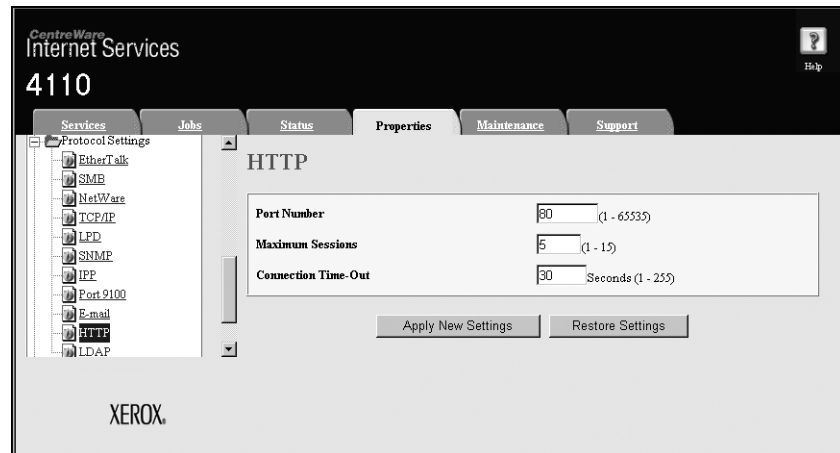 CentreWare
Internet Services
4110
Help
Services Jobs Status Properties Maintenance Support
Protocol Settings
EtherTalk
SMB
NetWare
TCP/IP
LPD
SNMP
IPP
Port 9100
E-mail
HTTP
LDAP
HTTP
Port Number 80 (1 - 65535)
Maximum Sessions 5 (1 - 15)
Connection Time-Out 30 Seconds (1 - 255)
Apply New Settings Restore Settings
XEROX.